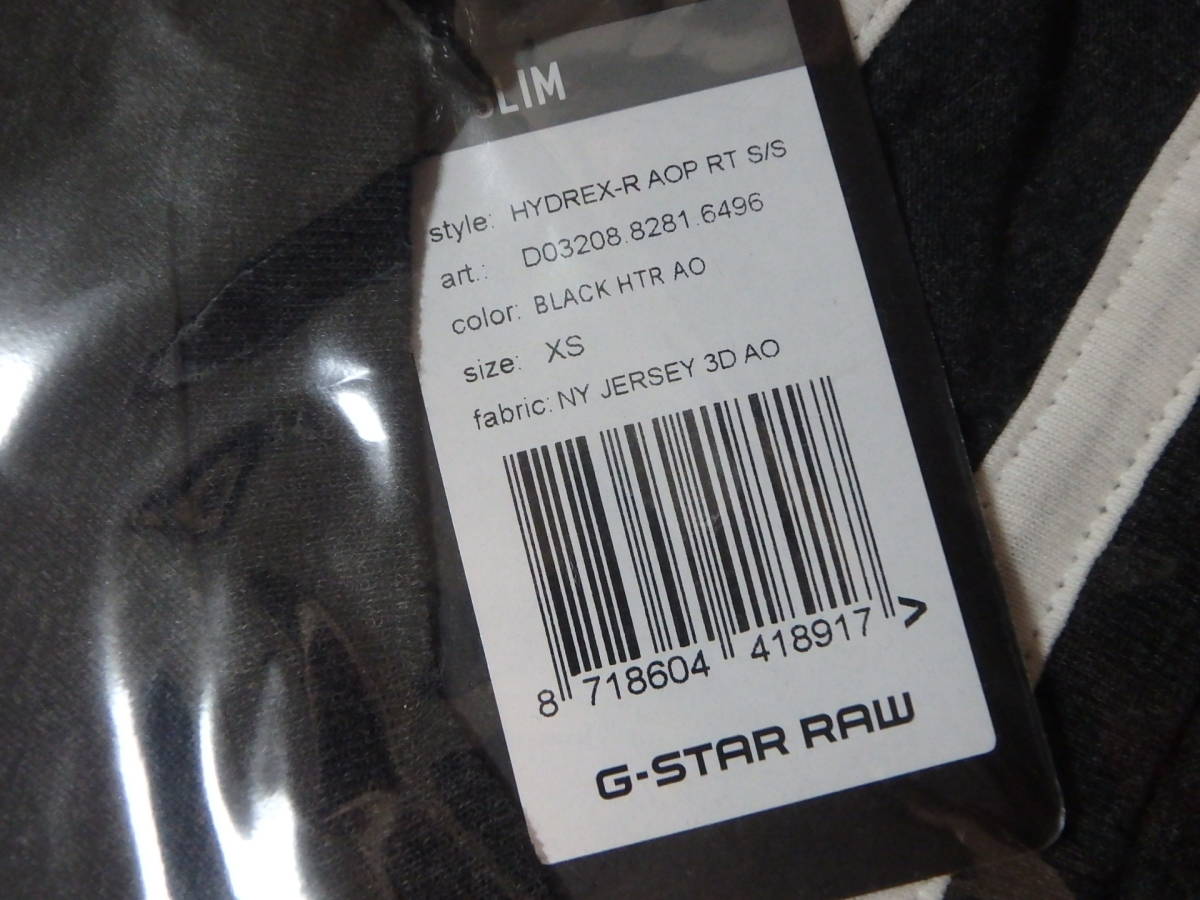 SLIM
style: HYDREX-R AOP RT S/S
art.: D03208.8281.6496
color: BLACK HTR AO
size: XS
fabric: NY JERSEY 3D AO
8 718604 418917 >
G-STAR RAW